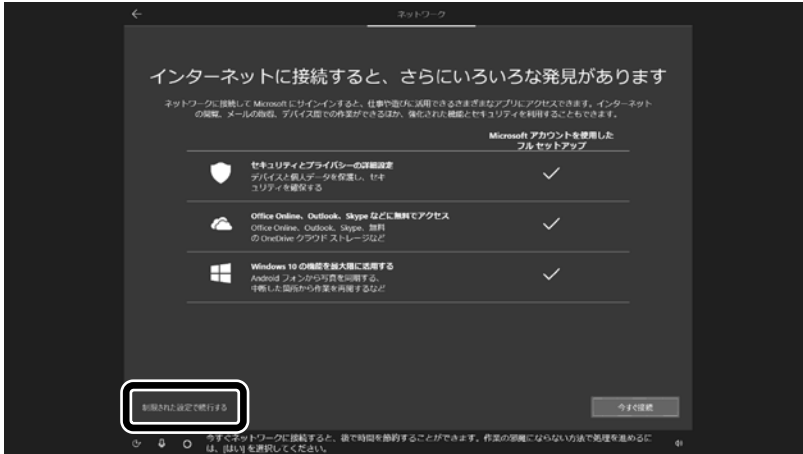 ネットワーク
インターネットに接続すると、さらにいろいろな発見があります
ネットワークに接続して Microsoft にサインインすると、仕事や遊びに活用できるさまざまなアプリにアクセスできます。インターネット
の閲覧、メールの取得、デバイス間での作業ができるほか、強化された機能とセキュリティを利用することもできます。
Microsoft アカウントを使用した
フル セットアップ
セキュリティとプライバシーの詳細設定
デバイスと個人データを保護し、セキ
ュリティを確保する
Office Online、Outlook、Skype などに無料でアクセス
Office Online、Outlook、Skype、無料
の OneDrive クラウド ストレージなど
Windows 10 の機能を最大限に活用する
Android フォンから写真を同期する、
中断した箇所から作業を再開するなど
制限された設定で続行する
今すぐ接続
今すぐネットワークに接続すると、後で時間を節約することができます。作業の邪魔にならない方法で処理を進めるに
は、[はい] を選択してください。